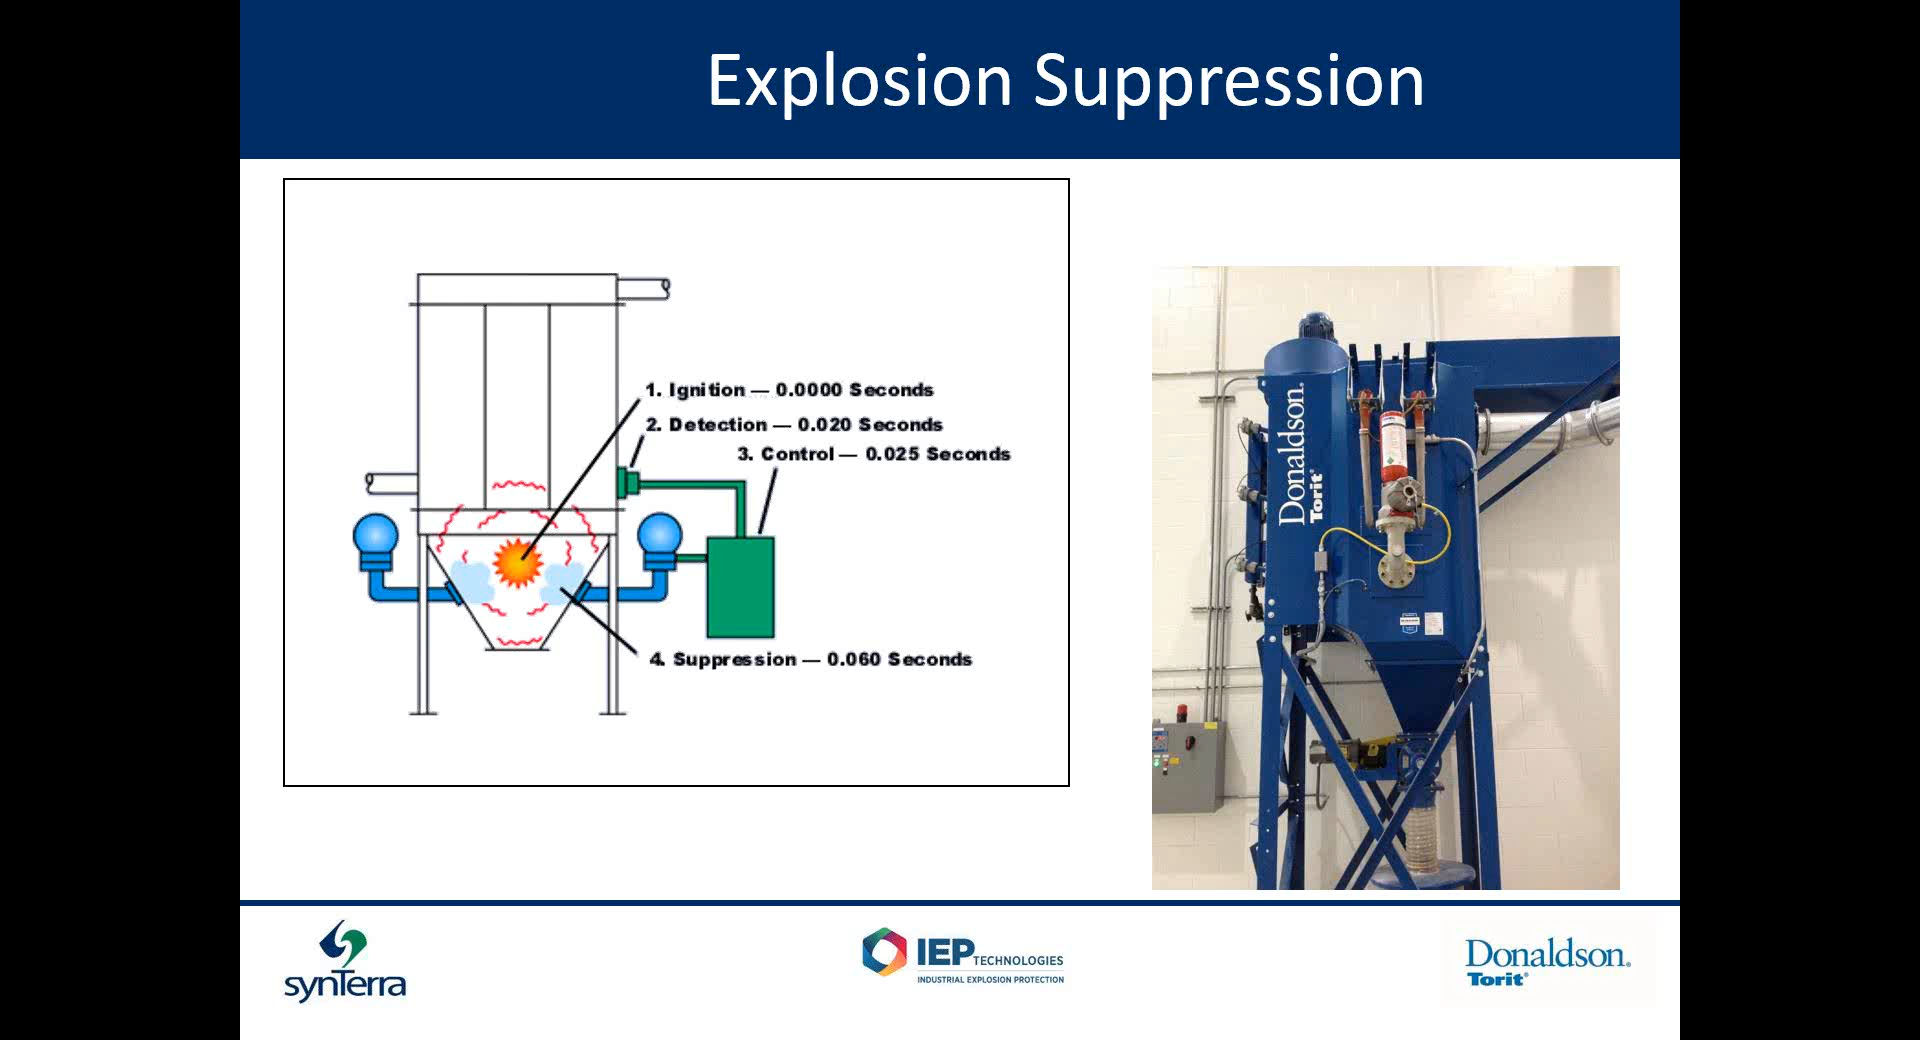 Explosion Suppression
1. Ignition — 0.0000 Seconds
2. Detection — 0.020 Seconds
3. Control — 0.025 Seconds
4. Suppression — 0.060 Seconds
Donaldson.
Torit®
synTerra
IEP TECHNOLOGIES
INDUSTRIAL EXPLOSION PROTECTION
Donaldson®
Torit®